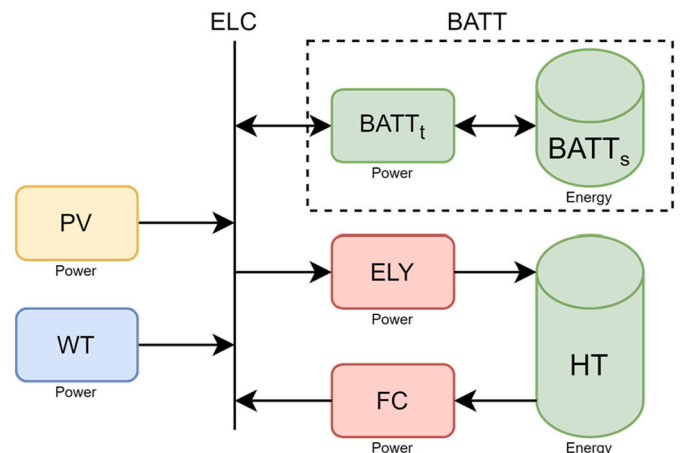 ELC
BATT
BATTt
Power
BATTs
Energy
PV
Power
ELY
Power
WT
Power
HT
Energy
FC
Power